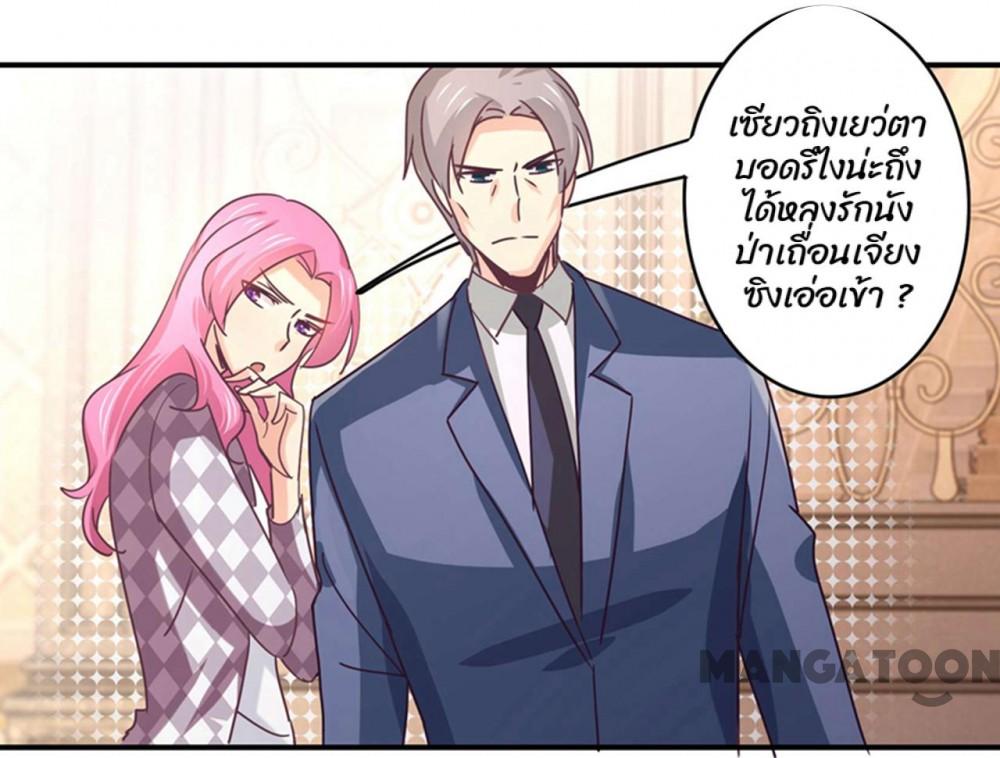 เซียวถิงเยว่ตา
บอดรึไงน่ะถึง
ได้หลงรักนัง
ป่าเถื่อนเจียง
ซิงเอ่อเข้า ?
MANGATOON